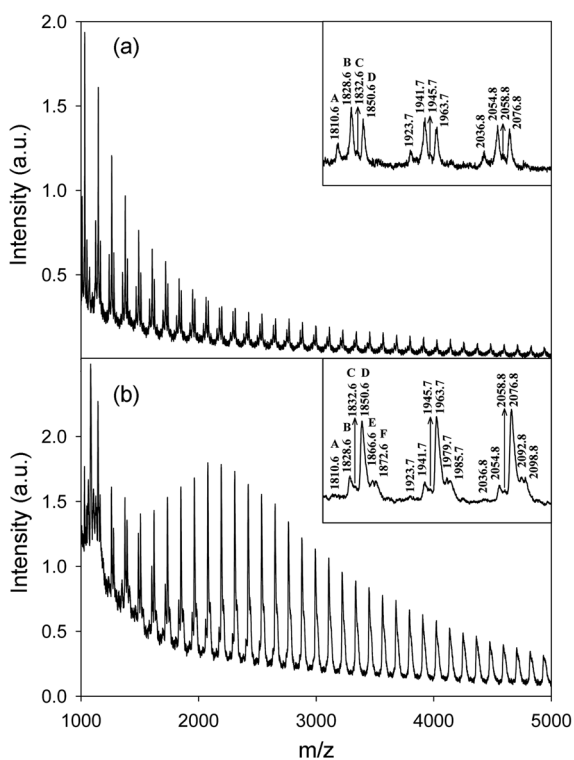 2.0
(a)
1.5
1.0
0.5
Intensity (a.u.)
A
1810.6
B
1828.6
C
1832.6
D
1850.6
1923.7
1941.7
1945.7
1963.7
2036.8
2054.8
2058.8
2076.8
(b)
2.0
1.5
1.0
0.5
0.0
Intensity (a.u.)
A
1810.6
B
1828.6
C
1832.6
D
1850.6
E
1866.6
F
1872.6
1923.7
1941.7
1945.7
1963.7
1979.7
1985.7
2036.8
2054.8
2058.8
2076.8
2092.8
2098.8
1000 2000 3000 4000 5000
m/z